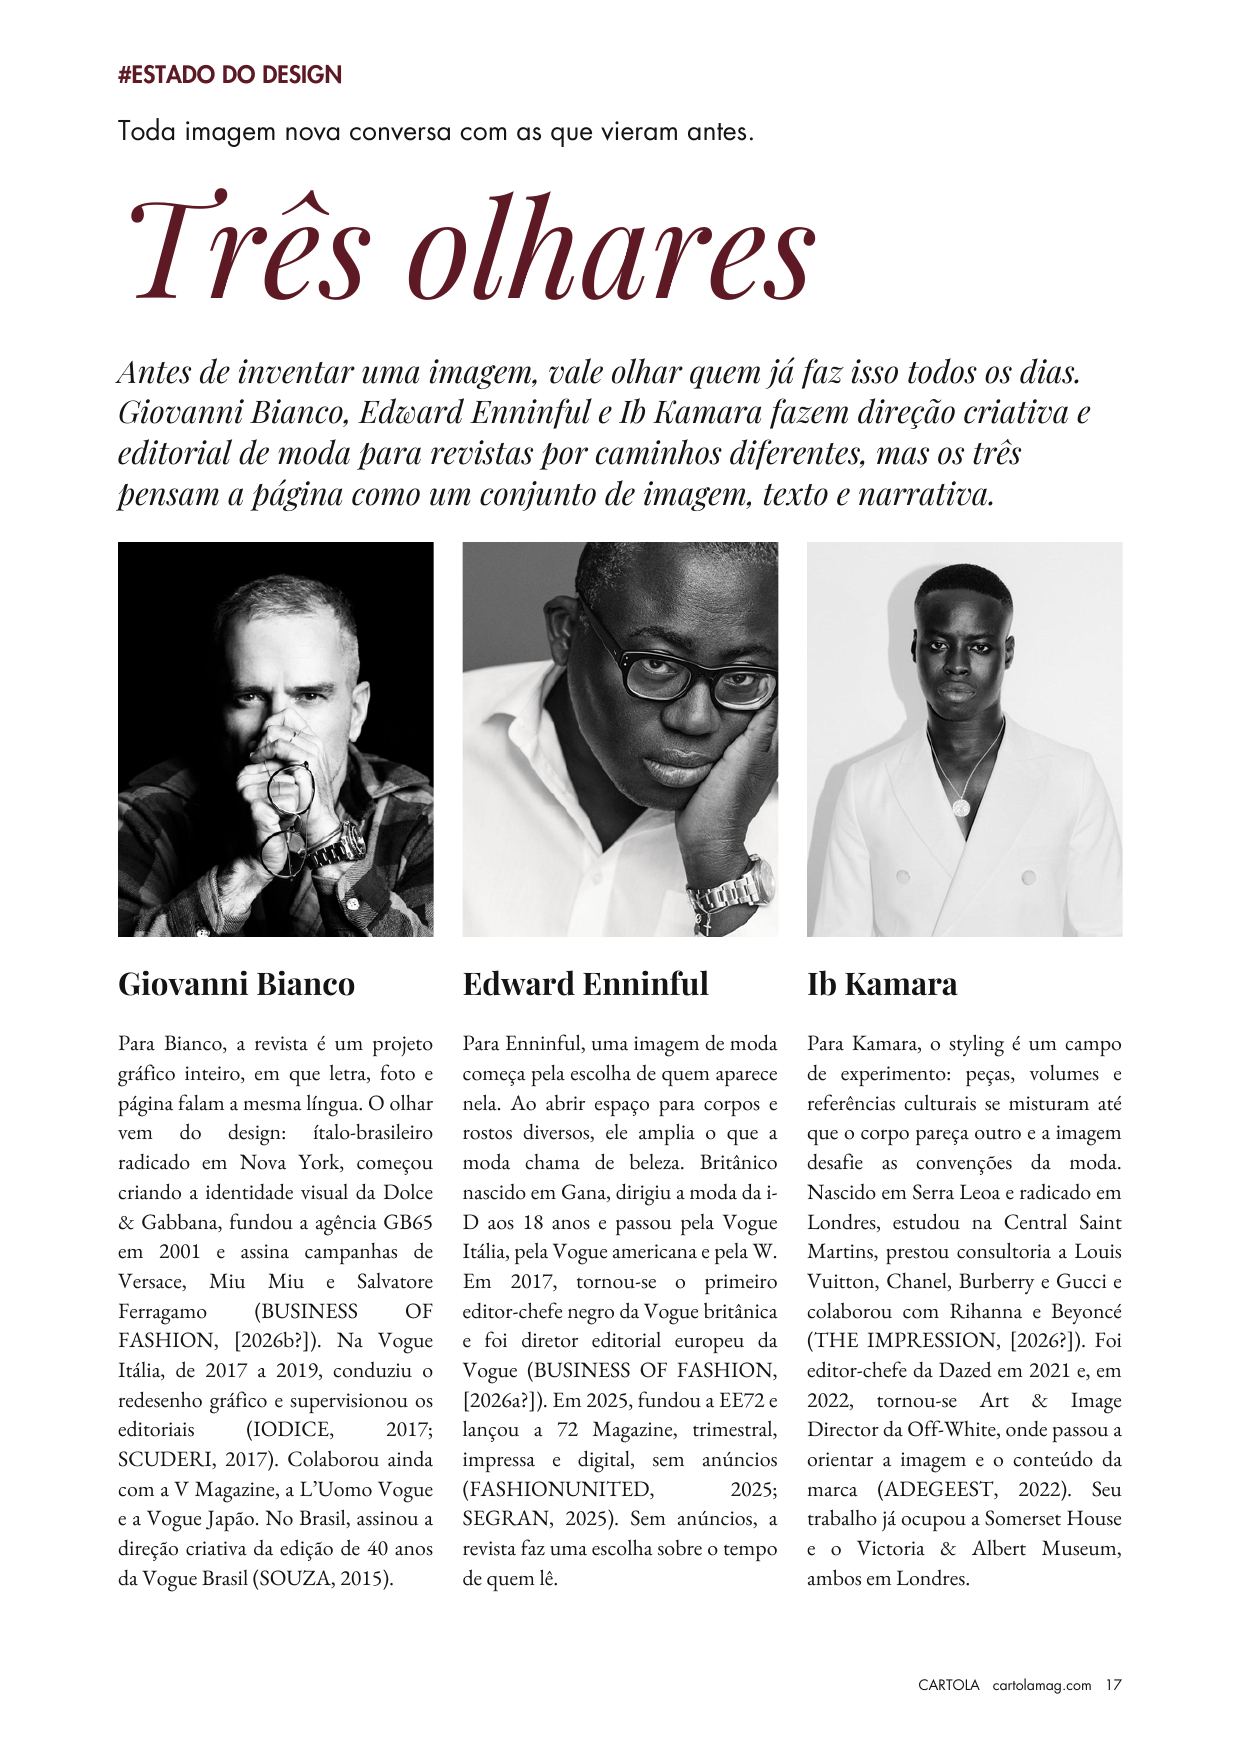 #ESTADO DO DESIGN
Toda imagem nova conversa com as que vieram antes.
Três olhares
Antes de inventar uma imagem, vale olhar quem já faz isso todos os dias.
Giovanni Bianco, Edward Enninful e Ib Kamara fazem direção criativa e
editorial de moda para revistas por caminhos diferentes, mas os três
pensam a página como um conjunto de imagem, texto e narrativa.
Giovanni Bianco
Para Bianco, a revista é um projeto
gráfico inteiro, em que letra, foto e
página falam a mesma língua. O olhar
vem do design: ítalo-brasileiro
radicado em Nova York, começou
criando a identidade visual da Dolce
& Gabbana, fundou a agência GB65
em 2001 e assina campanhas de
Versace, Miu Miu e Salvatore
Ferragamo (BUSINESS OF
FASHION, [2026b?]). Na Vogue
Itália, de 2017 a 2019, conduziu o
redesenho gráfico e supervisionou os
editoriais (IODICE, 2017;
SCUDERI, 2017). Colaborou ainda
com a V Magazine, a L’Uomo Vogue
e a Vogue Japão. No Brasil, assinou a
direção criativa da edição de 40 anos
da Vogue Brasil (SOUZA, 2015).
Edward Enninful
Para Enninful, uma imagem de moda
começa pela escolha de quem aparece
nela. Ao abrir espaço para corpos e
rostos diversos, ele amplia o que a
moda chama de beleza. Britânico
nascido em Gana, dirigiu a moda da i-
D aos 18 anos e passou pela Vogue
Itália, pela Vogue americana e pela W.
Em 2017, tornou-se o primeiro
editor-chefe negro da Vogue britânica
e foi diretor editorial europeu da
Vogue (BUSINESS OF FASHION,
[2026a?]). Em 2025, fundou a EE72 e
lançou a 72 Magazine, trimestral,
impressa e digital, sem anúncios
(FASHIONUNITED, 2025;
SEGRAN, 2025). Sem anúncios, a
revista faz uma escolha sobre o tempo
de quem lê.
Ib Kamara
Para Kamara, o styling é um campo
de experimento: peças, volumes e
referências culturais se misturam até
que o corpo pareça outro e a imagem
desafie as convenções da moda.
Nascido em Serra Leoa e radicado em
Londres, estudou na Central Saint
Martins, prestou consultoria a Louis
Vuitton, Chanel, Burberry e Gucci e
colaborou com Rihanna e Beyoncé
(THE IMPRESSION, [2026?]). Foi
editor-chefe da Dazed em 2021 e, em
2022, tornou-se Art & Image
Director da Off-White, onde passou a
orientar a imagem e o conteúdo da
marca (ADEGEEST, 2022). Seu
trabalho já ocupou a Somerset House
e o Victoria & Albert Museum,
ambos em Londres.
CARTOLA cartolamag.com 17